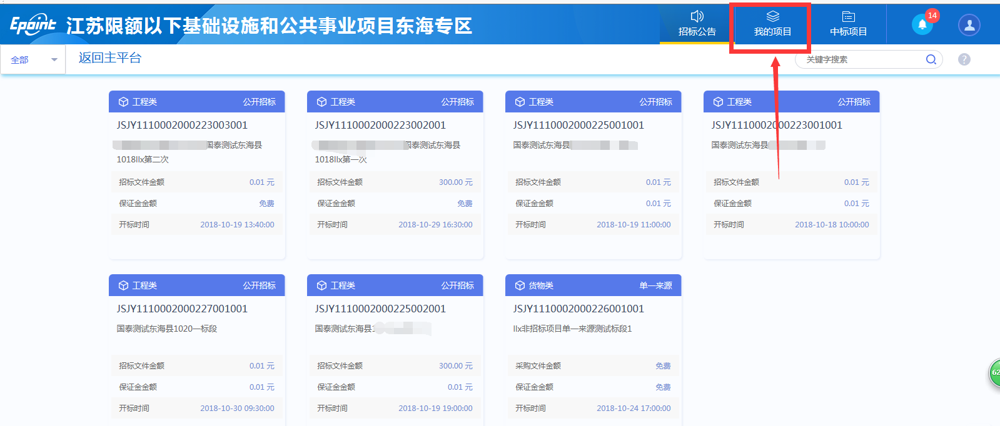 Epoint 江苏限额以下基础设施和公共事业项目东海专区
招标公告
我的项目
中标项目
14
全部
返回主平台
关键字搜索
?
工程类 公开招标
JSJY1110002000223003001
国泰测试东海县
1018llx第二次
招标文件金额 0.01 元
保证金金额 免费
开标时间 2018-10-19 13:40:00
工程类 公开招标
JSJY1110002000223002001
国泰测试东海县
1018llx第一次
招标文件金额 300.00 元
保证金金额 免费
开标时间 2018-10-29 16:30:00
工程类 公开招标
JSJY1110002000225001001
国泰测试东海县
招标文件金额 0.01 元
保证金金额 0.01 元
开标时间 2018-10-19 11:00:00
工程类 公开招标
JSJY1110002000223001001
国泰测试东海县
招标文件金额 0.01 元
保证金金额 0.01 元
开标时间 2018-10-18 10:00:00
工程类 公开招标
JSJY1110002000227001001
国泰测试东海县1020一标段
招标文件金额 0.01 元
保证金金额 0.01 元
开标时间 2018-10-30 09:30:00
工程类 公开招标
JSJY1110002000225002001
国泰测试东海县1
招标文件金额 300.00 元
保证金金额 0.01 元
开标时间 2018-10-19 19:00:00
货物类 单一来源
JSJY1110002000226001001
llx非招标项目单一来源测试标段1
采购文件金额 免费
保证金金额 免费
开标时间 2018-10-24 17:00:00
62